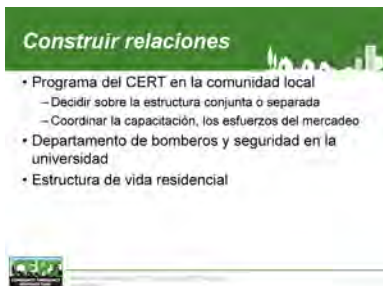 Construir relaciones
• Programa del CERT en la comunidad local
– Decidir sobre la estructura conjunta o separada
– Coordinar la capacitación, los esfuerzos del mercadeo
• Departamento de bomberos y seguridad en la
universidad
• Estructura de vida residencial
CERT